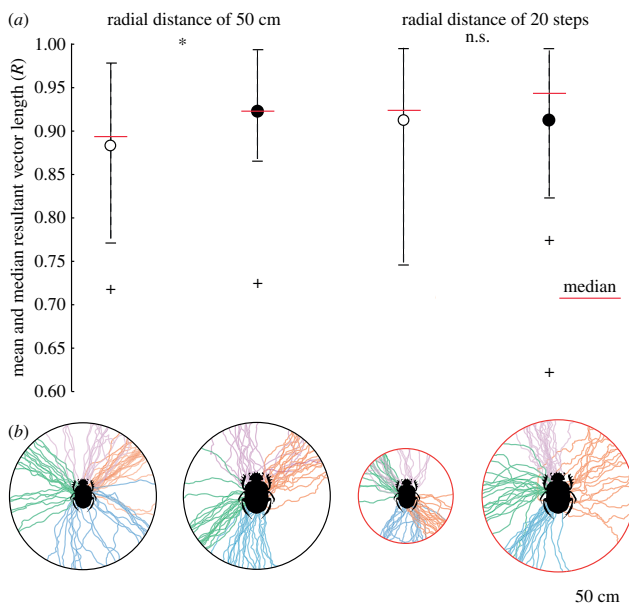 (a)
radial distance of 50 cm
radial distance of 20 steps
*
n.s.
mean and median resultant vector length (R)
1.00
0.95
0.90
0.85
0.80
0.75
0.70
0.65
0.60
median
(b)
50 cm